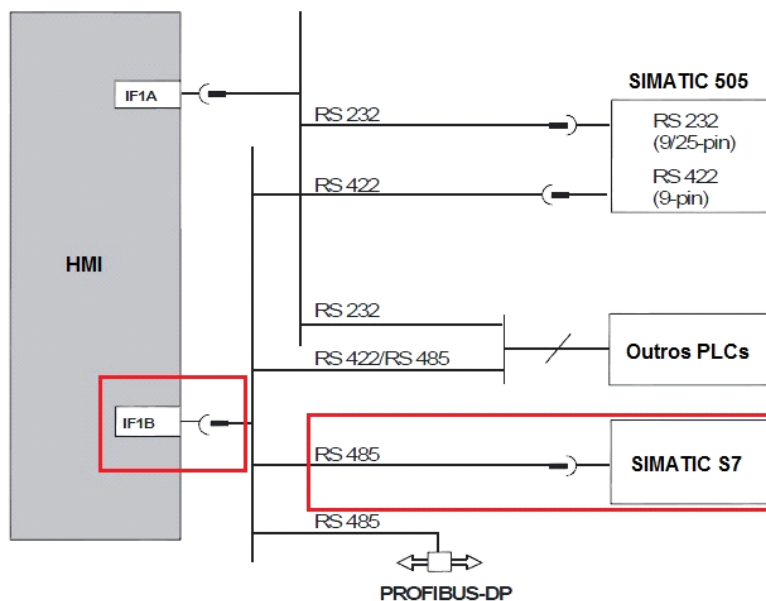 IF1A
SIMATIC 505
RS 232
RS 232
(9/25-pin)
RS 422
RS 422
(9-pin)
HMI
RS 232
RS 422/RS 485
Outros PLCs
IF1B
RS 485
SIMATIC S7
RS 485
PROFIBUS-DP